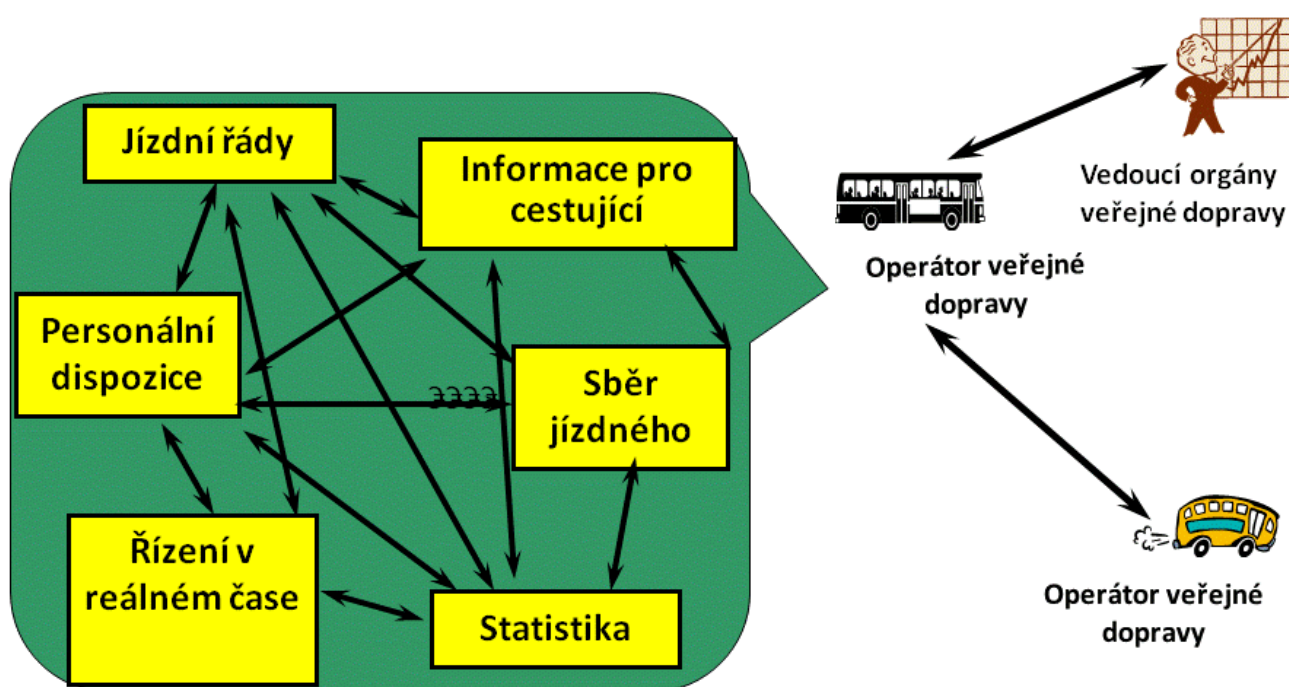 Jízdní řády
Informace pro
cestující
Personální
dispozice
Sběr
jízdného
Řízení v
reálném čase
Statistika
Vedoucí orgány
veřejné dopravy
Operátor veřejné
dopravy
Operátor veřejné
dopravy